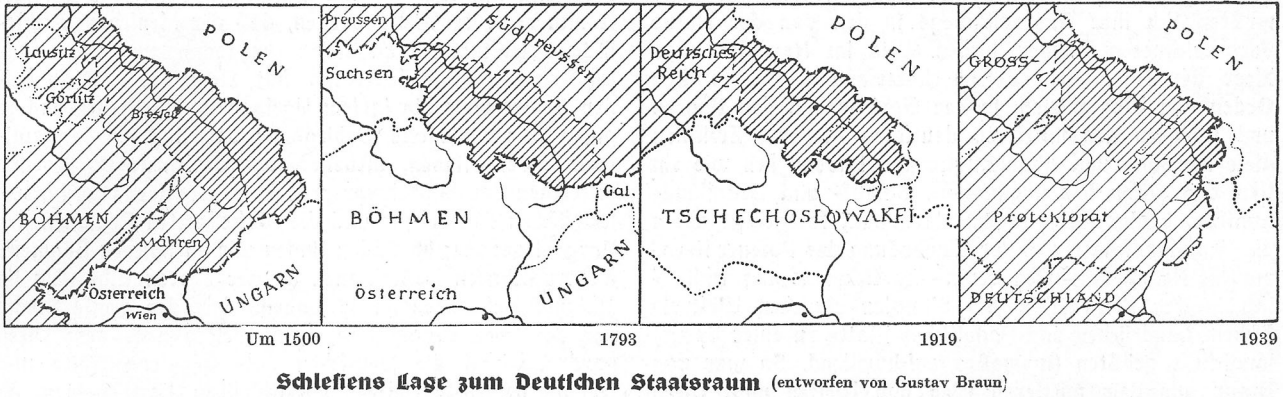 POLEN
Lausitz
Görlitz
Breslau
BÖHMEN
Mähren
UNGARN
Österreich
Wien
Um 1500
Preussen
Südpreussen
Sachsen
Gal.
BÖHMEN
UNGARN
Österreich
1793
POLEN
Deutsches
Reich
TSCHECHOSLOWAKEI
1919
POLEN
GROSS-
Protektorat
DEUTSCHLAND
1939
Schlesiens Lage zum Deutschen Staatsraum (entworfen von Gustav Braun)